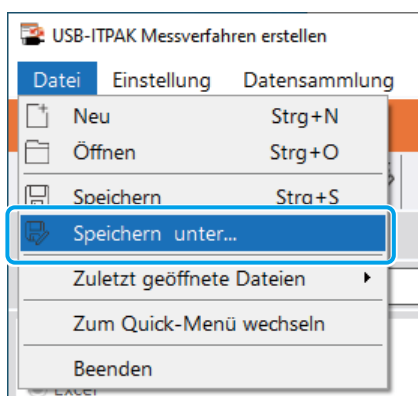 USB-ITPAK Messverfahren erstellen
Datei Einstellung Datensammlung
Neu Strg+N
Öffnen Strg+O
Speichern Strg+S
Speichern unter...
Zuletzt geöffnete Dateien
Zum Quick-Menü wechseln
Beenden
Excel